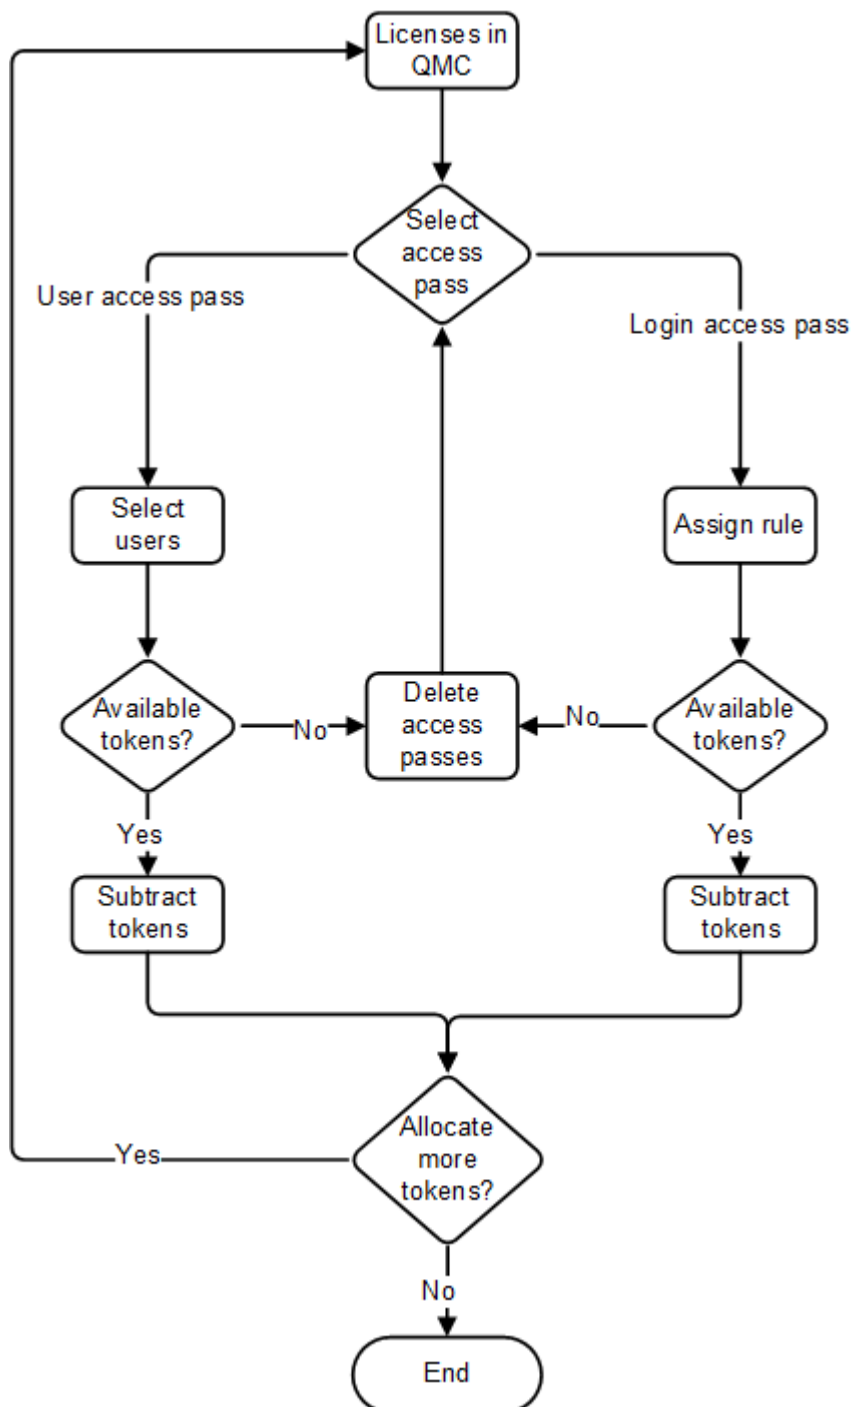 Licenses in
QMC
Select
access
pass
User access pass
Login access pass
Select
users
Assign rule
Available
tokens?
No
Delete
access
passes
No
Available
tokens?
Yes
Yes
Subtract
tokens
Subtract
tokens
Allocate
more
tokens?
Yes
No
End